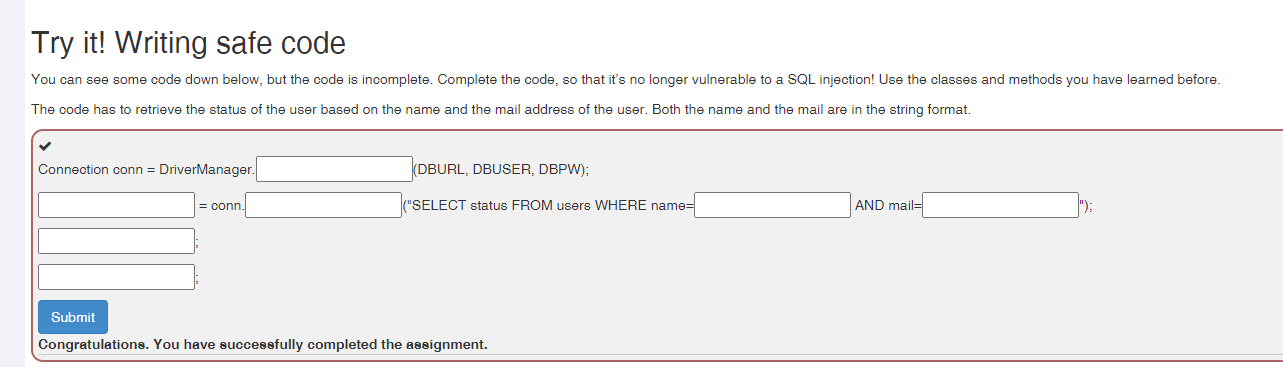 Try it! Writing safe code
You can see some code down below, but the code is incomplete. Complete the code, so that it's no longer vulnerable to a SQL injection! Use the classes and methods you have learned before.
The code has to retrieve the status of the user based on the name and the mail address of the user. Both the name and the mail are in the string format.
✔
Connection conn = DriverManager. (DBURL, DBUSER, DBPW);
= conn. ("SELECT status FROM users WHERE name= AND mail= ");
;
;
Submit
Congratulations. You have successfully completed the assignment.